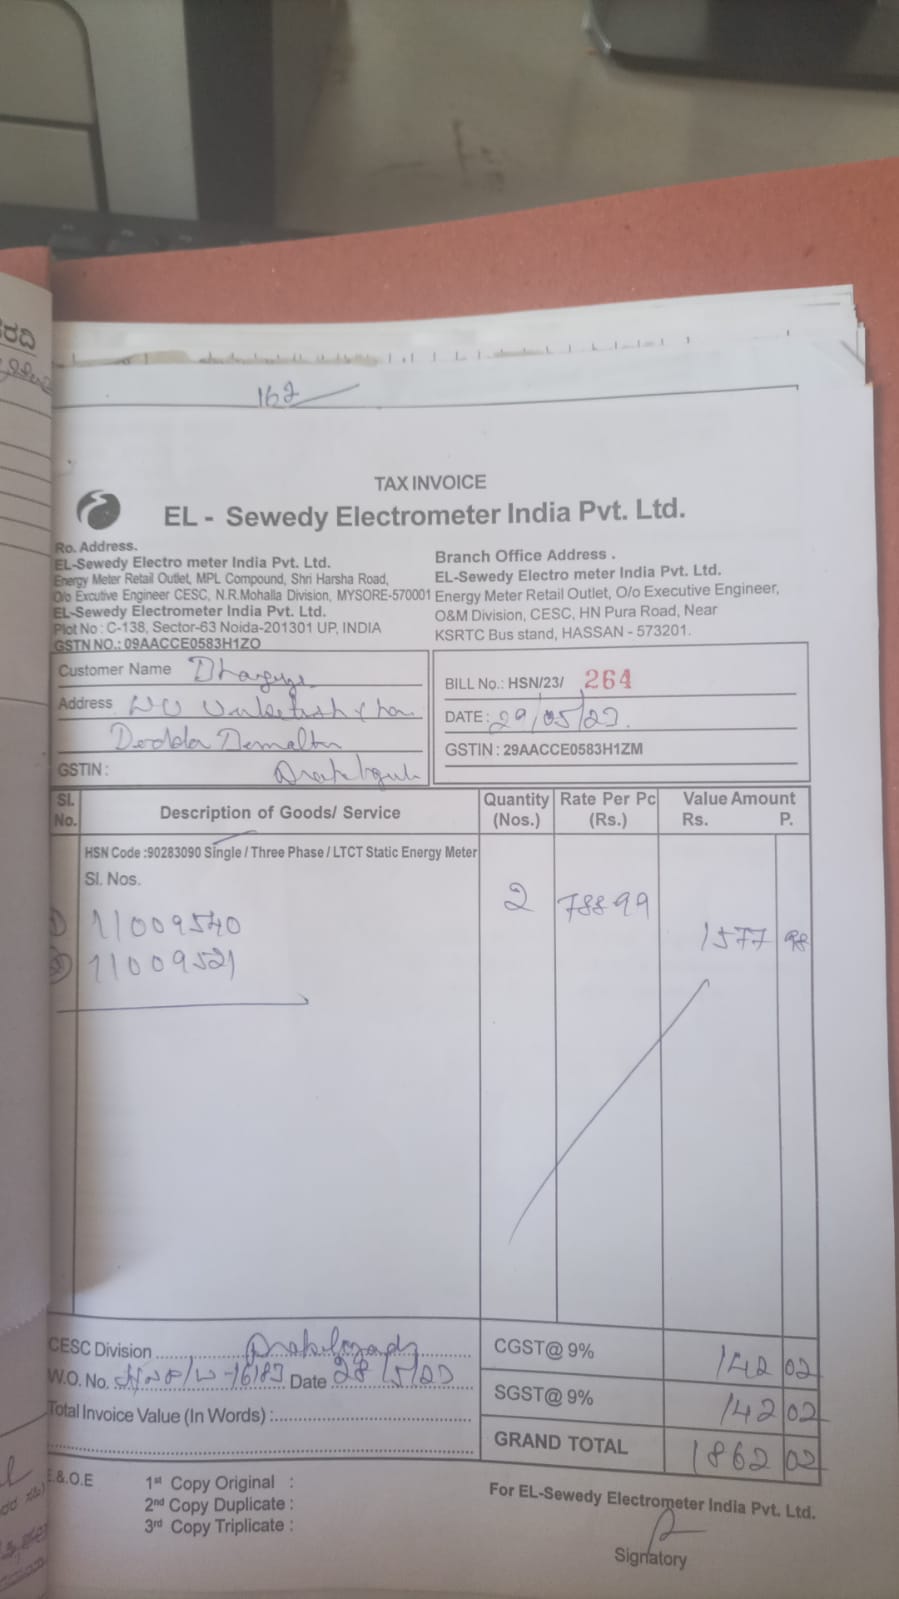 ರದಿ
162
TAX INVOICE
EL - Sewedy Electrometer India Pvt. Ltd.
Ro. Address.
EL-Sewedy Electro meter India Pvt. Ltd.
Energy Meter Retail Outlet, MPL Compound, Shri Harsha Road,
O/o Excutive Engineer CESC, N.R.Mohalla Division, MYSORE-570001
EL-Sewedy Electrometer India Pvt. Ltd.
Plot No : C-138, Sector-63 Noida-201301 UP, INDIA
GSTN NO.: 09AACCE0583H1ZO
Branch Office Address .
EL-Sewedy Electro meter India Pvt. Ltd.
Energy Meter Retail Outlet, O/o Executive Engineer,
O&M Division, CESC, HN Pura Road, Near
KSRTC Bus stand, HASSAN - 573201.
Customer Name
Address
Dodda
GSTIN :
BILL No.: HSN/23/ 264
DATE : 29/05/23.
GSTIN : 29AACCE0583H1ZM
Sl. No. Description of Goods/ Service Quantity (Nos.) Rate Per Pc (Rs.) Value Amount Rs. P.
HSN Code :90283090 Single / Three Phase / LTCT Static Energy Meter
Sl. Nos.
2 788 99
1) 11009540
1577 98
2) 11009521
CESC Division
W.O. No. Date 28/5/23
Total Invoice Value (In Words) :
CGST@ 9% 142 02
SGST@ 9% 142 02
GRAND TOTAL 1862 02
E.&.O.E
1st Copy Original :
2nd Copy Duplicate :
3rd Copy Triplicate :
For EL-Sewedy Electrometer India Pvt. Ltd.
Signatory